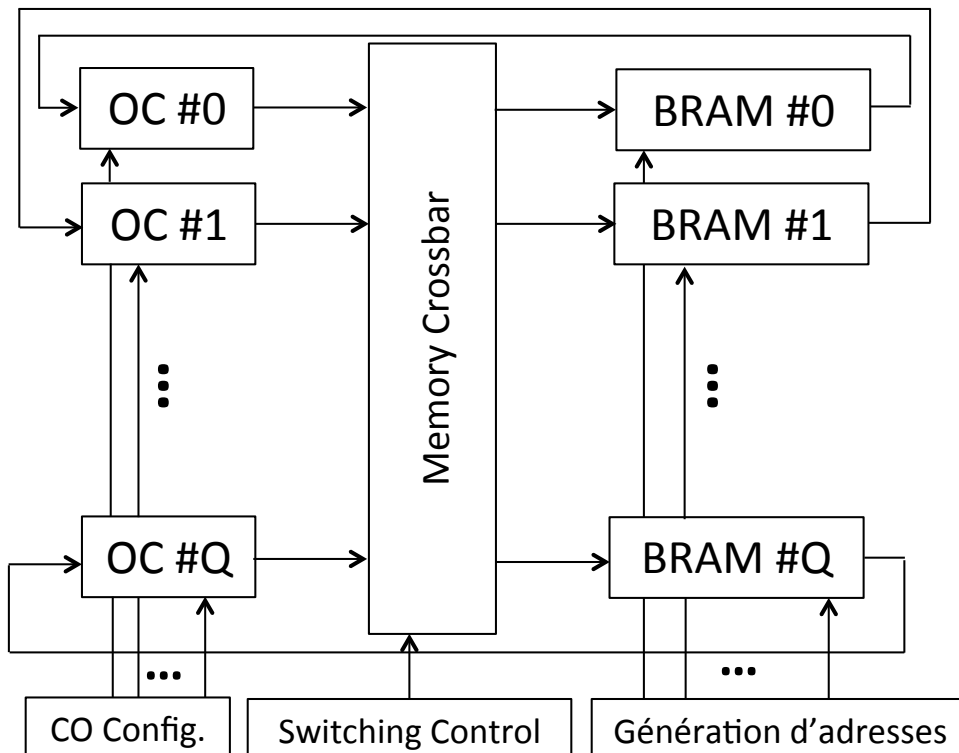 OC #0
BRAM #0
OC #1
BRAM #1
Memory Crossbar
...
...
OC #Q
BRAM #Q
...
...
CO Config.
Switching Control
Génération d'adresses